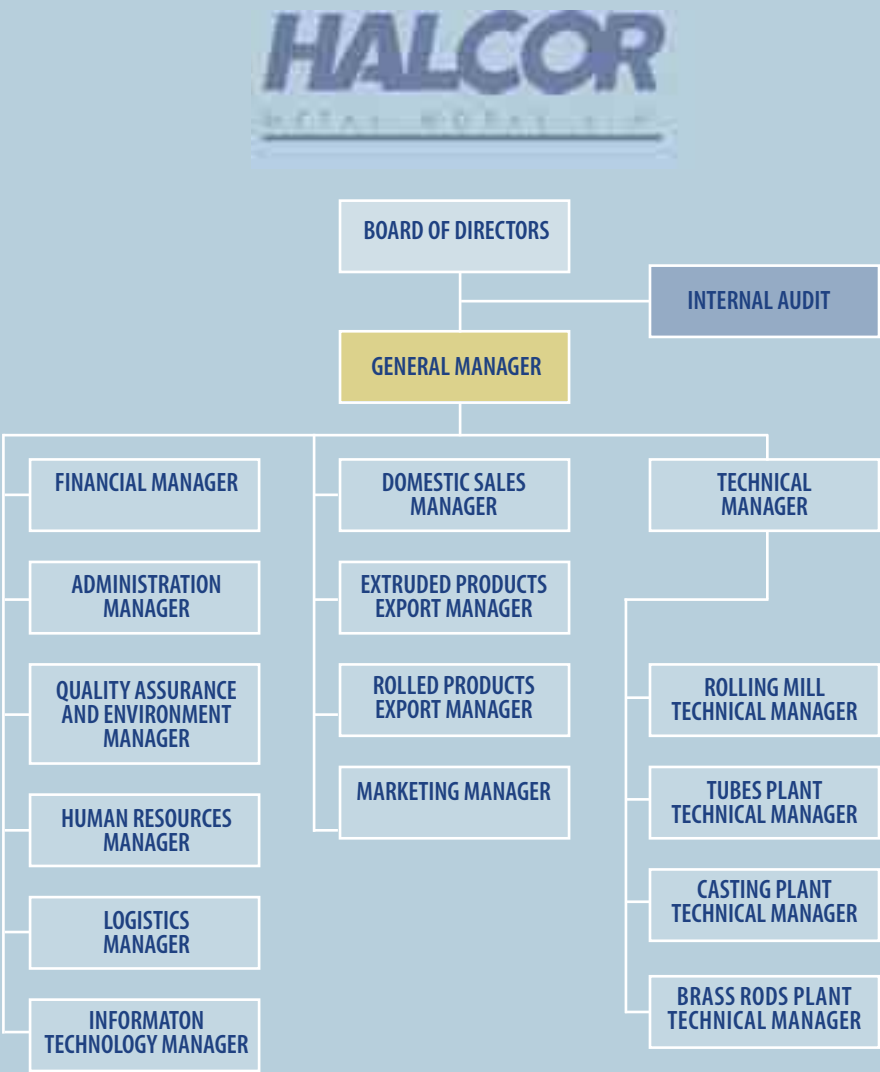 HALCOR
BOARD OF DIRECTORS
INTERNAL AUDIT
GENERAL MANAGER
FINANCIAL MANAGER
ADMINISTRATION
MANAGER
QUALITY ASSURANCE
AND ENVIRONMENT
MANAGER
HUMAN RESOURCES
MANAGER
LOGISTICS
MANAGER
INFORMATON
TECHNOLOGY MANAGER
DOMESTIC SALES
MANAGER
EXTRUDED PRODUCTS
EXPORT MANAGER
ROLLED PRODUCTS
EXPORT MANAGER
MARKETING MANAGER
TECHNICAL
MANAGER
ROLLING MILL
TECHNICAL MANAGER
TUBES PLANT
TECHNICAL MANAGER
CASTING PLANT
TECHNICAL MANAGER
BRASS RODS PLANT
TECHNICAL MANAGER